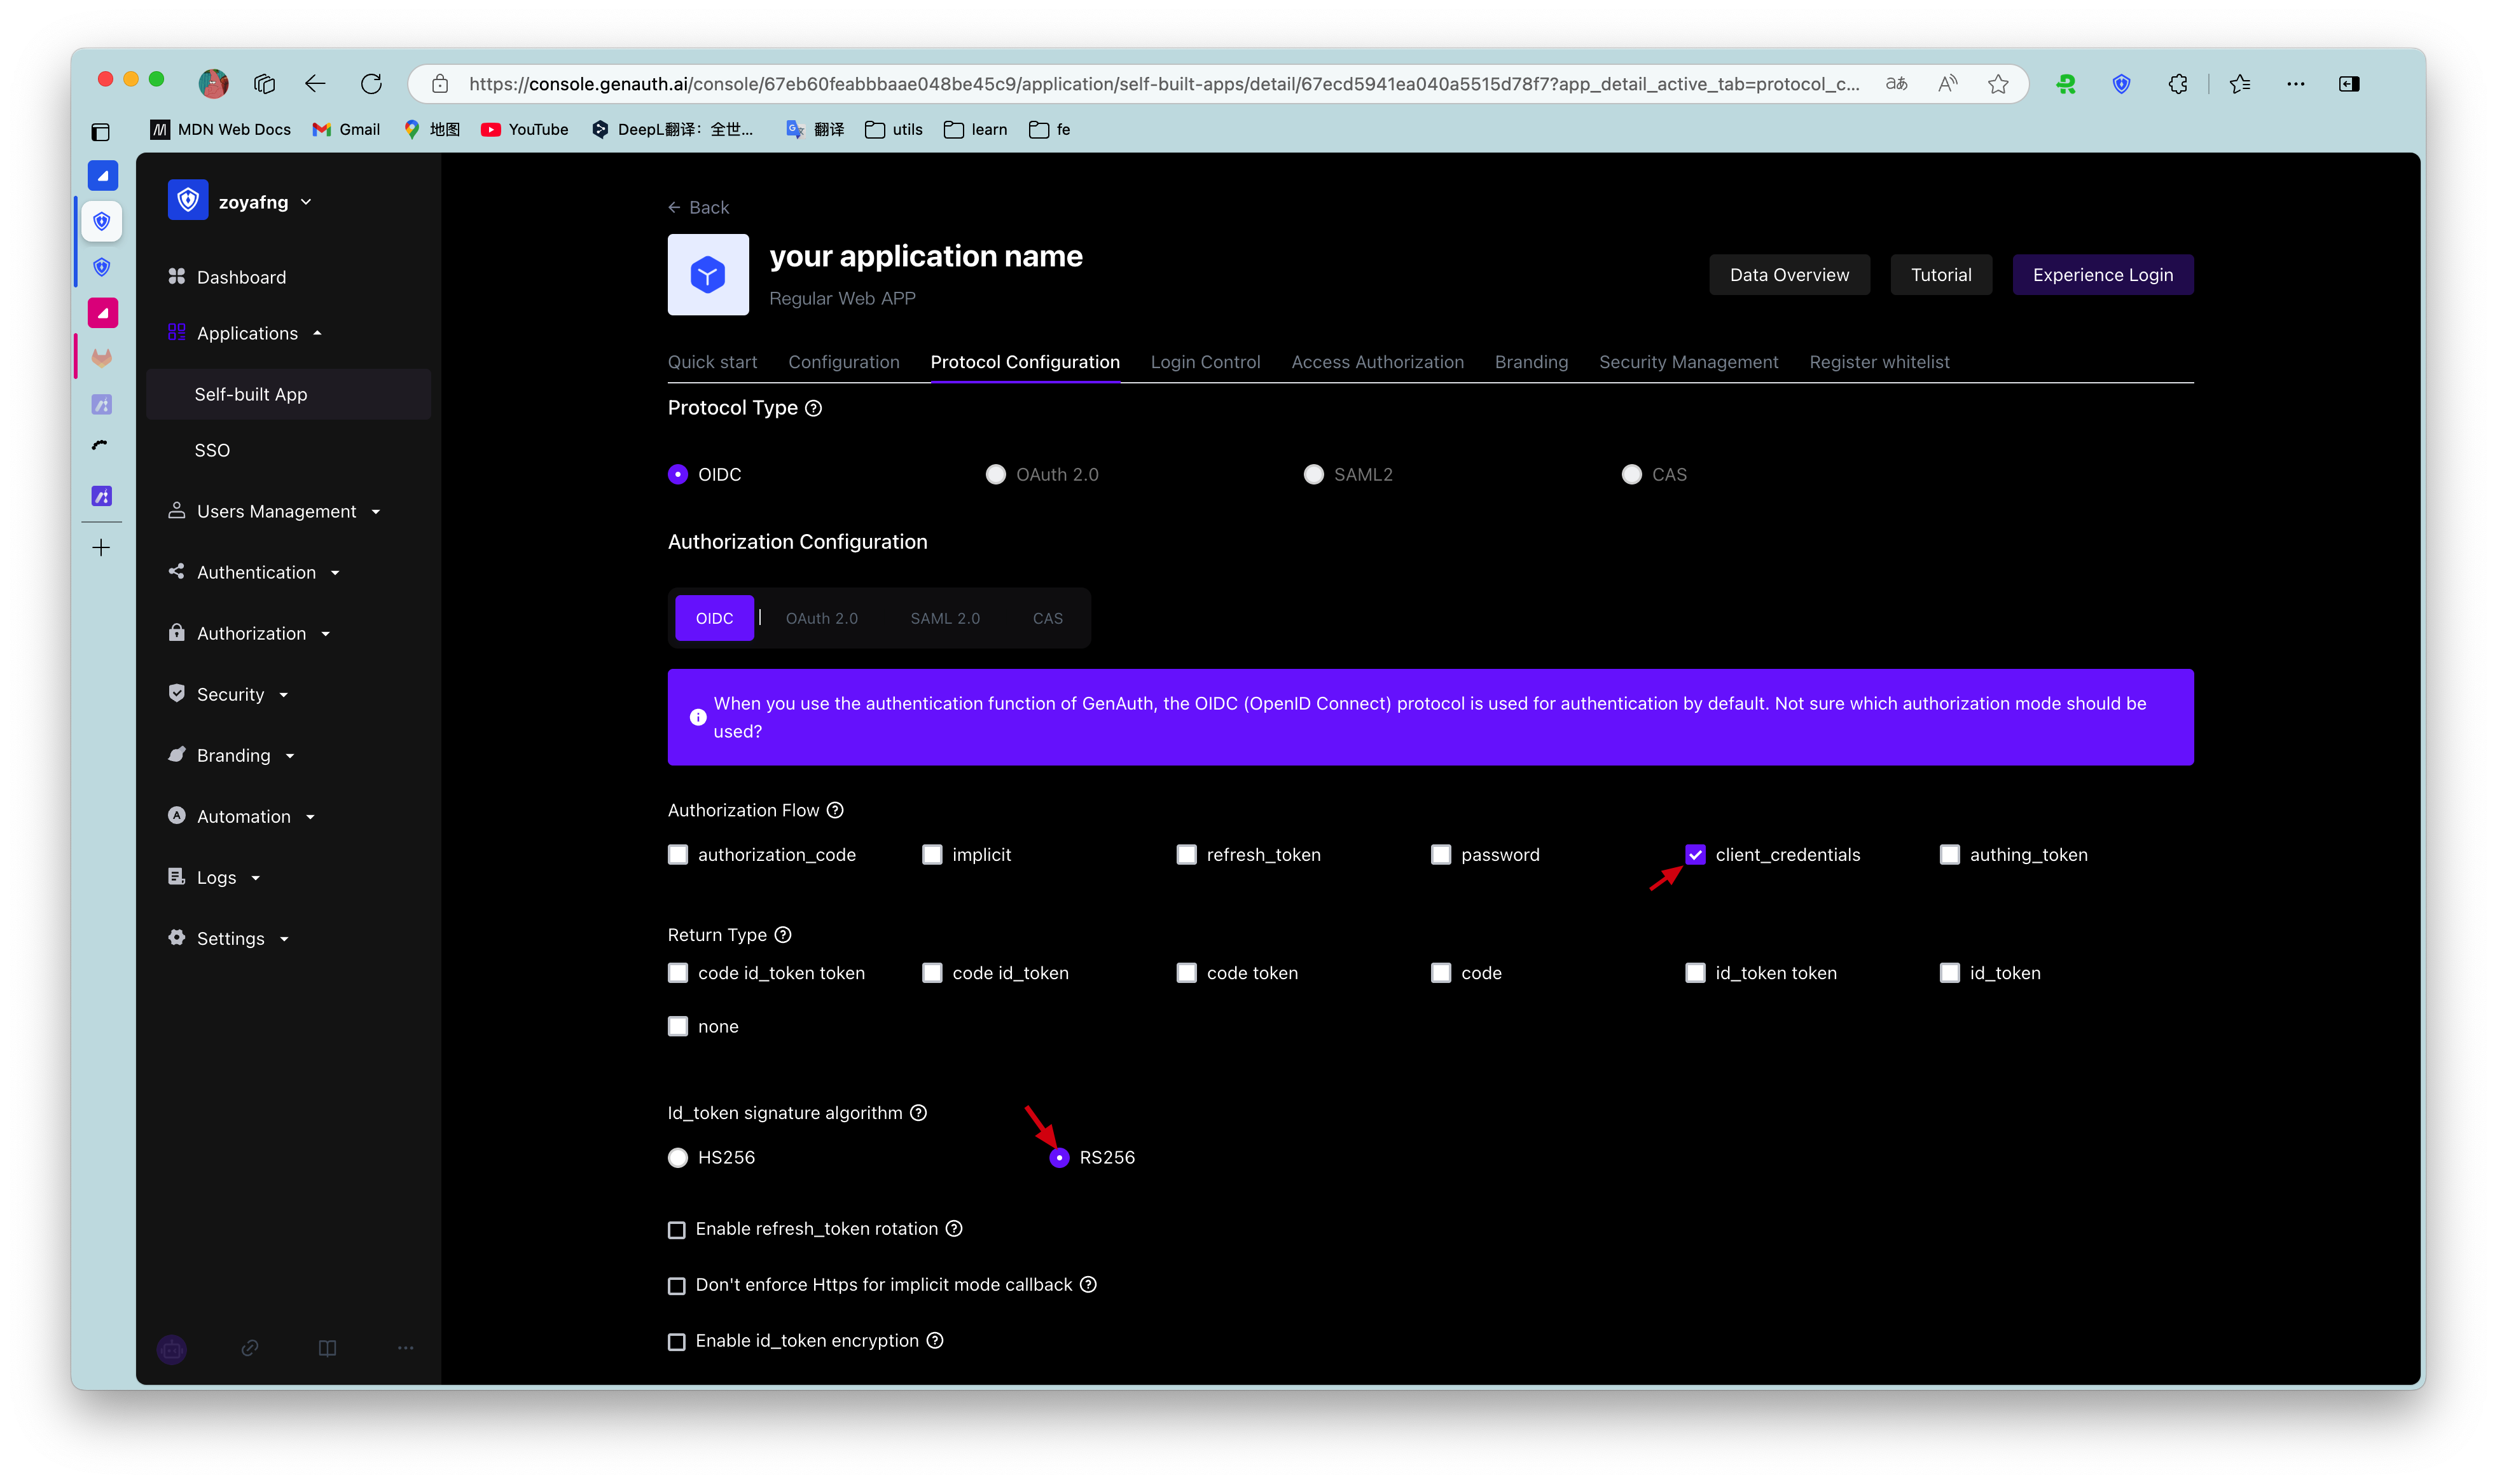 https://console.genauth.ai/console/67eb60feabbbaae048be45c9/application/self-built-apps/detail/67ecd5941ea040a5515d78f7?app_detail_active_tab=protocol_c...
MDN Web Docs Gmail 地图 YouTube DeepL翻译：全世... 翻译 utils learn fe
zoyafng
Dashboard
Applications
Self-built App
SSO
Users Management
Authentication
Authorization
Security
Branding
Automation
Logs
Settings
Back
your application name
Regular Web APP
Data Overview Tutorial Experience Login
Quick start Configuration Protocol Configuration Login Control Access Authorization Branding Security Management Register whitelist
Protocol Type
OIDC OAuth 2.0 SAML2 CAS
Authorization Configuration
OIDC OAuth 2.0 SAML 2.0 CAS
When you use the authentication function of GenAuth, the OIDC (OpenID Connect) protocol is used for authentication by default. Not sure which authorization mode should be
used?
Authorization Flow
authorization_code implicit refresh_token password client_credentials authing_token
Return Type
code id_token token code id_token code token code id_token token id_token
none
Id_token signature algorithm
HS256 RS256
Enable refresh_token rotation
Don't enforce Https for implicit mode callback
Enable id_token encryption